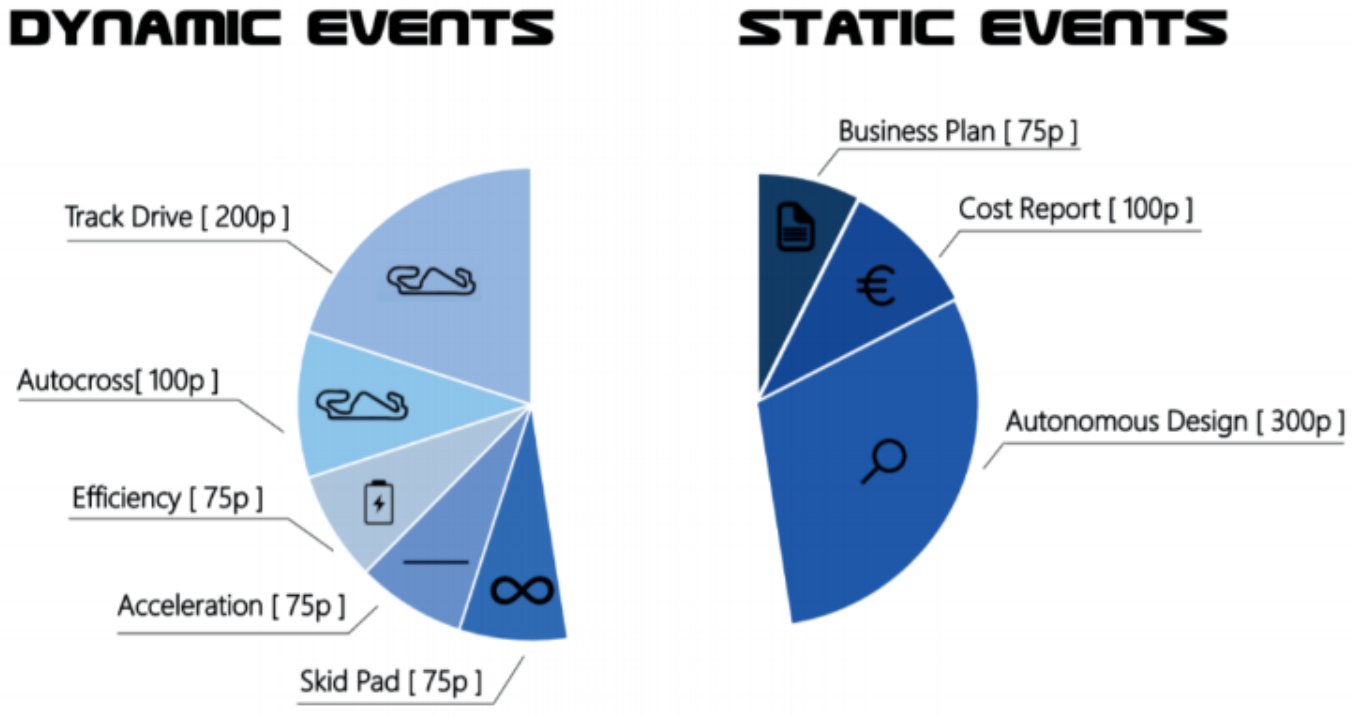 DYNAMIC EVENTS
Track Drive [ 200p ]
Autocross[ 100p ]
Efficiency [ 75p ]
Acceleration [ 75p ]
Skid Pad [ 75p ]
STATIC EVENTS
Business Plan [ 75p ]
Cost Report [ 100p ]
€
Autonomous Design [ 300p ]